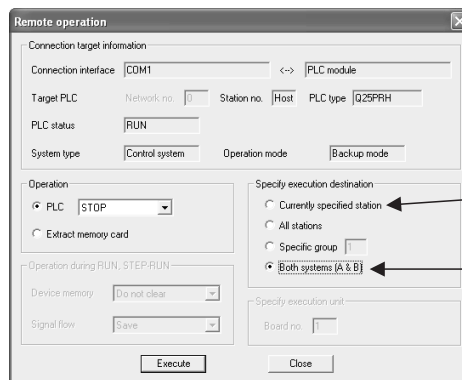 Remote operation
Connection target information
Connection interface COM1 <--> PLC module
Target PLC Network no. 0 Station no. Host PLC type Q25PRH
PLC status RUN
System type Control system Operation mode Backup mode
Operation
PLC STOP
Extract memory card
Specify execution destination
Currently specified station
All stations
Specific group 1
Both systems (A & B)
Operation during RUN, STEP-RUN
Device memory Do not clear
Signal flow Save
Specify execution unit
Board no. 1
Execute Close